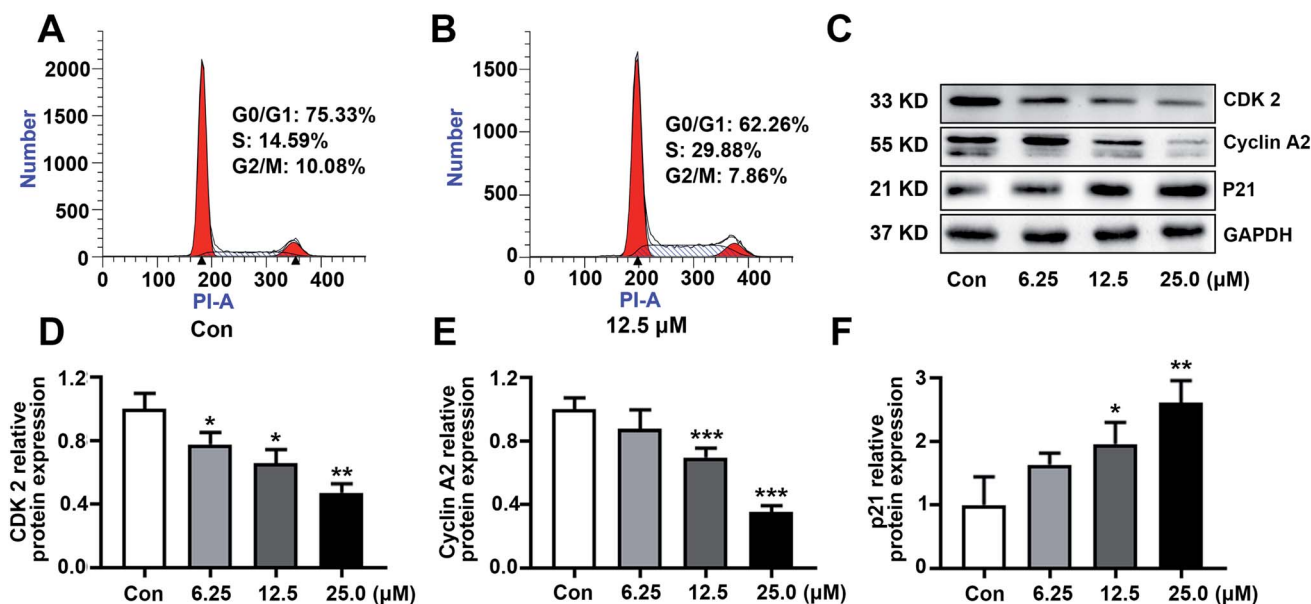 A
2000
1500
1000
500
0
Number
G0/G1: 75.33%
S: 14.59%
G2/M: 10.08%
0 100 200 300 400
PI-A
Con
B
1500
1000
500
0
Number
G0/G1: 62.26%
S: 29.88%
G2/M: 7.86%
0 100 200 300 400
PI-A
12.5 μM
C
33 KD CDK 2
55 KD Cyclin A2
21 KD P21
37 KD GAPDH
Con 6.25 12.5 25.0 (μM)
D
CDK 2 relative
protein expression
1.2
0.8
0.4
0.0
* * **
Con 6.25 12.5 25.0 (μM)
E
Cyclin A2 relative
protein expression
1.2
0.8
0.4
0.0
*** ***
Con 6.25 12.5 25.0 (μM)
F
p21 relative
protein expression
3
2
1
0
* **
Con 6.25 12.5 25.0 (μM)